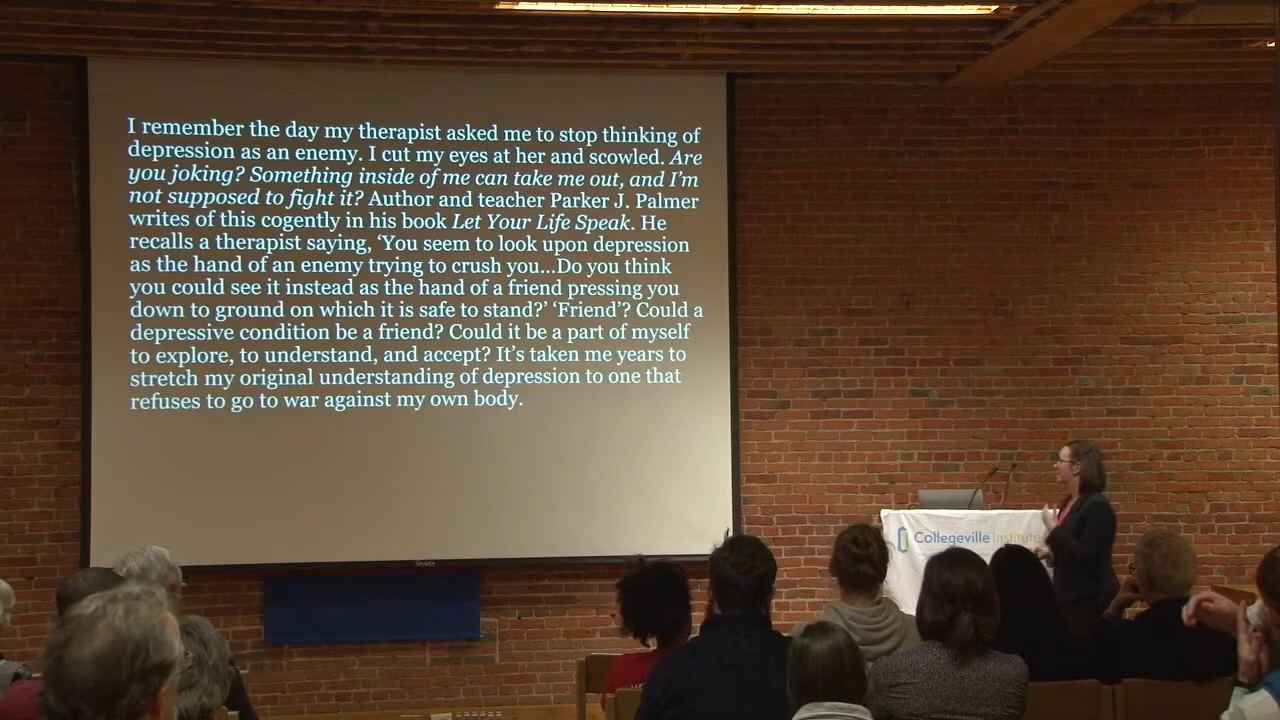 I remember the day my therapist asked me to stop thinking of
depression as an enemy. I cut my eyes at her and scowled. Are
you joking? Something inside of me can take me out, and I'm
not supposed to fight it? Author and teacher Parker J. Palmer
writes of this cogently in his book Let Your Life Speak. He
recalls a therapist saying, ‘You seem to look upon depression
as the hand of an enemy trying to crush you...Do you think
you could see it instead as the hand of a friend pressing you
down to ground on which it is safe to stand?’ ‘Friend’? Could a
depressive condition be a friend? Could it be a part of myself
to explore, to understand, and accept? It’s taken me years to
stretch my original understanding of depression to one that
refuses to go to war against my own body.
Collegeville Institute